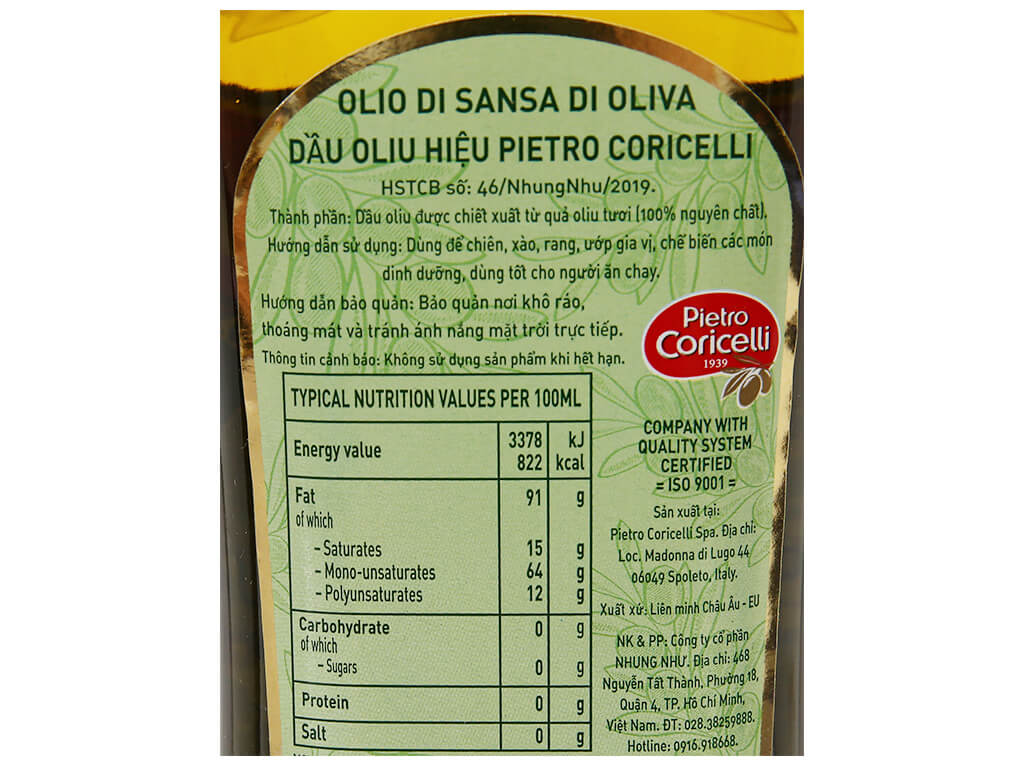 OLIO DI SANSA DI OLIVA
DẦU OLIU HIỆU PIETRO CORICELLI
HSTCB số: 46/NhungNhu/2019.
Thành phần: Dầu oliu được chiết xuất từ quả oliu tươi (100% nguyên chất).
Hướng dẫn sử dụng: Dùng để chiên, xào, rang, ướp gia vị, chế biến các món
dinh dưỡng, dùng tốt cho người ăn chay.
Hướng dẫn bảo quản: Bảo quản nơi khô ráo,
thoáng mát và tránh ánh nắng mặt trời trực tiếp.
Thông tin cảnh báo: Không sử dụng sản phẩm khi hết hạn.
TYPICAL NUTRITION VALUES PER 100ML
Energy value 3378 kJ
822 kcal
Fat 91 g
of which
- Saturates 15 g
- Mono-unsaturates 64 g
- Polyunsaturates 12 g
Carbohydrate 0 g
of which
- Sugars 0 g
Protein 0 g
Salt 0 g
Pietro
Coricelli
1939
COMPANY WITH
QUALITY SYSTEM
CERTIFIED
= ISO 9001 =
Sản xuất tại:
Pietro Coricelli Spa. Địa chỉ:
Loc. Madonna di Lugo 44
06049 Spoleto, Italy.
Xuất xứ: Liên minh Châu Âu - EU
NK & PP: Công ty cổ phần
NHUNG NHƯ. Địa chỉ: 468
Nguyễn Tất Thành, Phường 18,
Quận 4, TP. Hồ Chí Minh,
Việt Nam. ĐT: 028.38259888.
Hotline: 0916.918668.